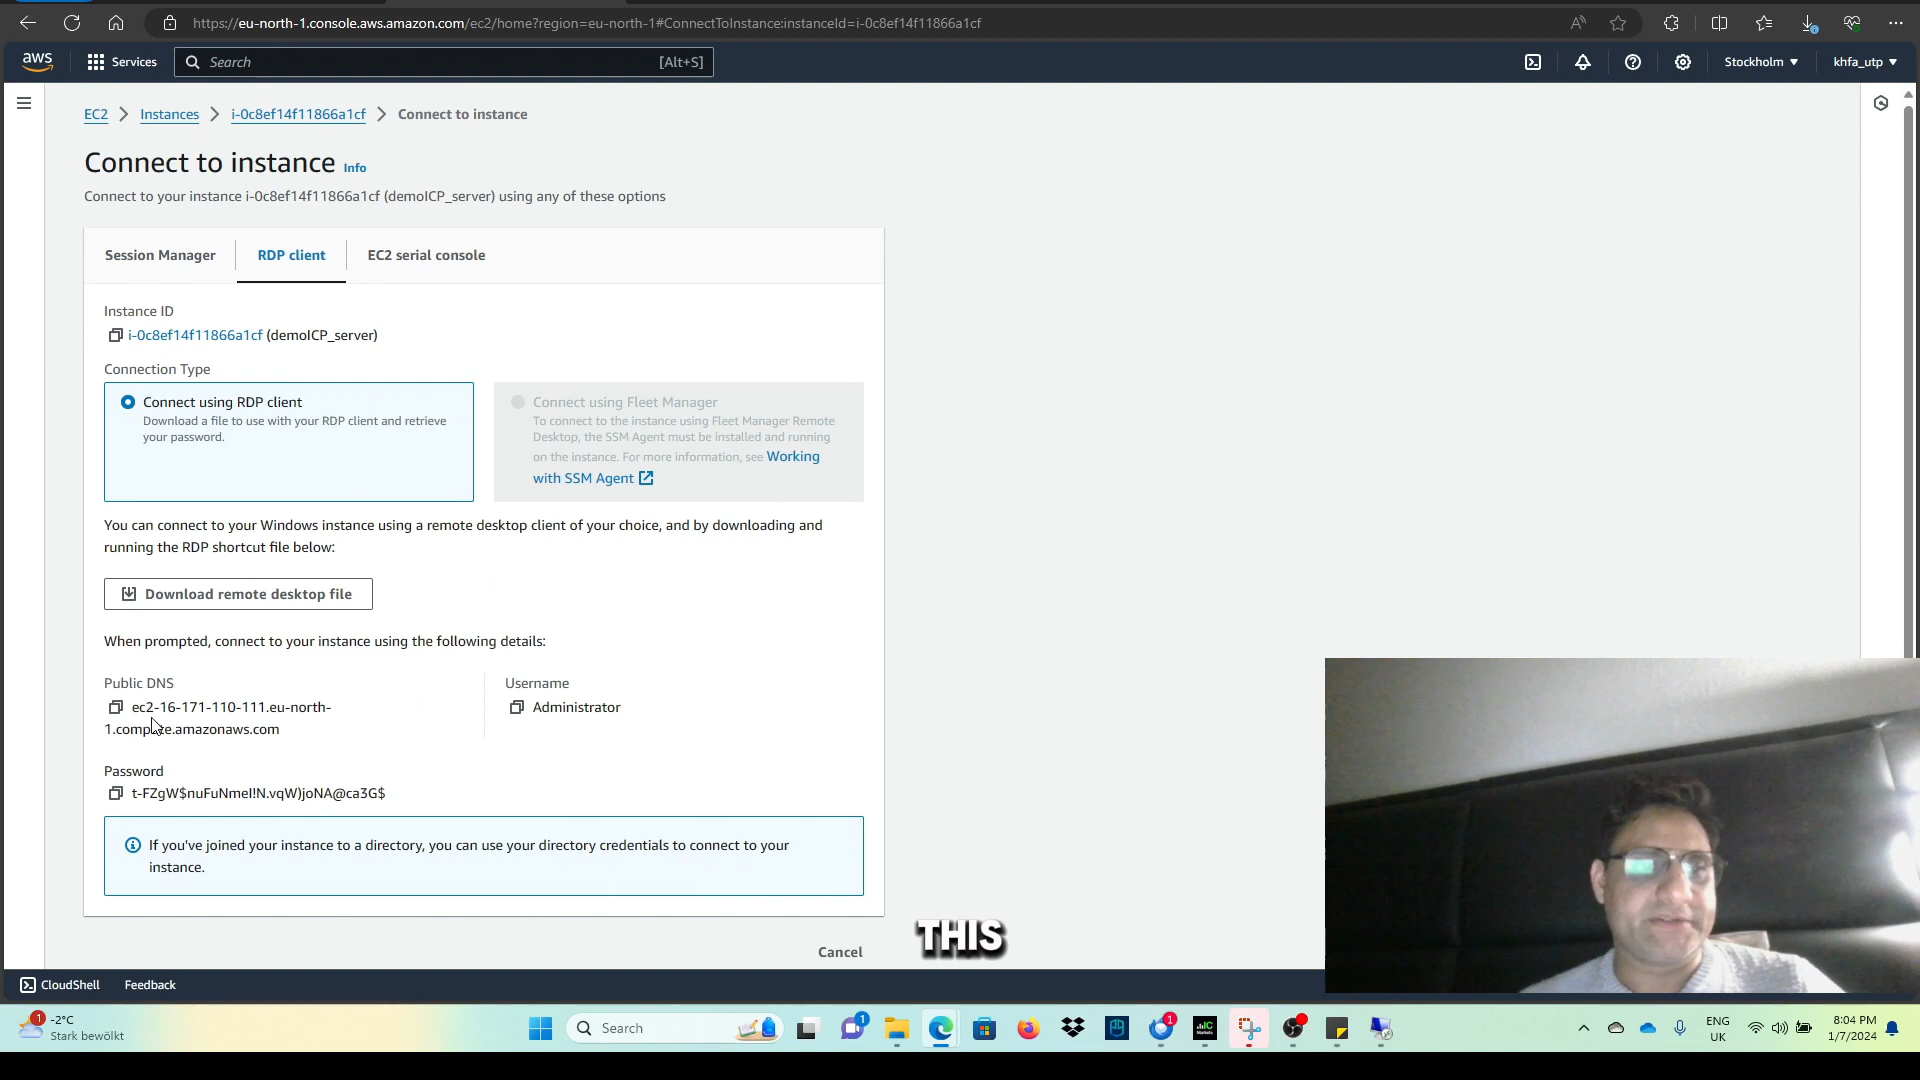 https://eu-north-1.console.aws.amazon.com/ec2/home?region=eu-north-1#ConnectToInstance:instanceId=i-0c8ef14f11866a1cf
aws
Services
Search
[Alt+S]
Stockholm
khfa_utp
EC2 > Instances > i-0c8ef14f11866a1cf > Connect to instance
Connect to instance Info
Connect to your instance i-0c8ef14f11866a1cf (demoICP_server) using any of these options
Session Manager
RDP client
EC2 serial console
Instance ID
i-0c8ef14f11866a1cf (demoICP_server)
Connection Type
Connect using RDP client
Download a file to use with your RDP client and retrieve
your password.
Connect using Fleet Manager
To connect to the instance using Fleet Manager Remote
Desktop, the SSM Agent must be installed and running
on the instance. For more information, see Working
with SSM Agent
You can connect to your Windows instance using a remote desktop client of your choice, and by downloading and
running the RDP shortcut file below:
Download remote desktop file
When prompted, connect to your instance using the following details:
Public DNS
ec2-16-171-110-111.eu-north-
1.compute.amazonaws.com
Username
Administrator
Password
If you've joined your instance to a directory, you can use your directory credentials to connect to your
instance.
THIS
Cancel
CloudShell
Feedback
1
-2°C
Stark bewölkt
Search
1
1
ENG
UK
8:04 PM
1/7/2024